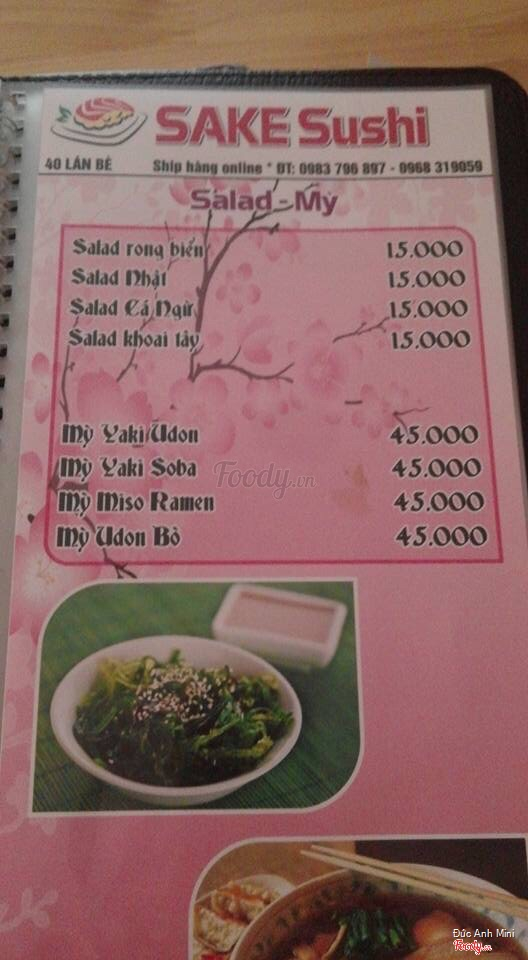 SAKE Sushi
40 LÁN BÈ Ship hàng online * ĐT: 0983 796 897 - 0968 319059
Salad - Mỳ
Salad rong biển 15.000
Salad Nhật 15.000
Salad Cá Ngừ 15.000
Salad khoai tây 15.000
Mỳ Yaki Udon 45.000
Mỳ Yaki Soba 45.000
Foody.vn
Mỳ Miso Ramen 45.000
Mỳ Udon Bò 45.000
Đức Anh Mini
Foody.vn